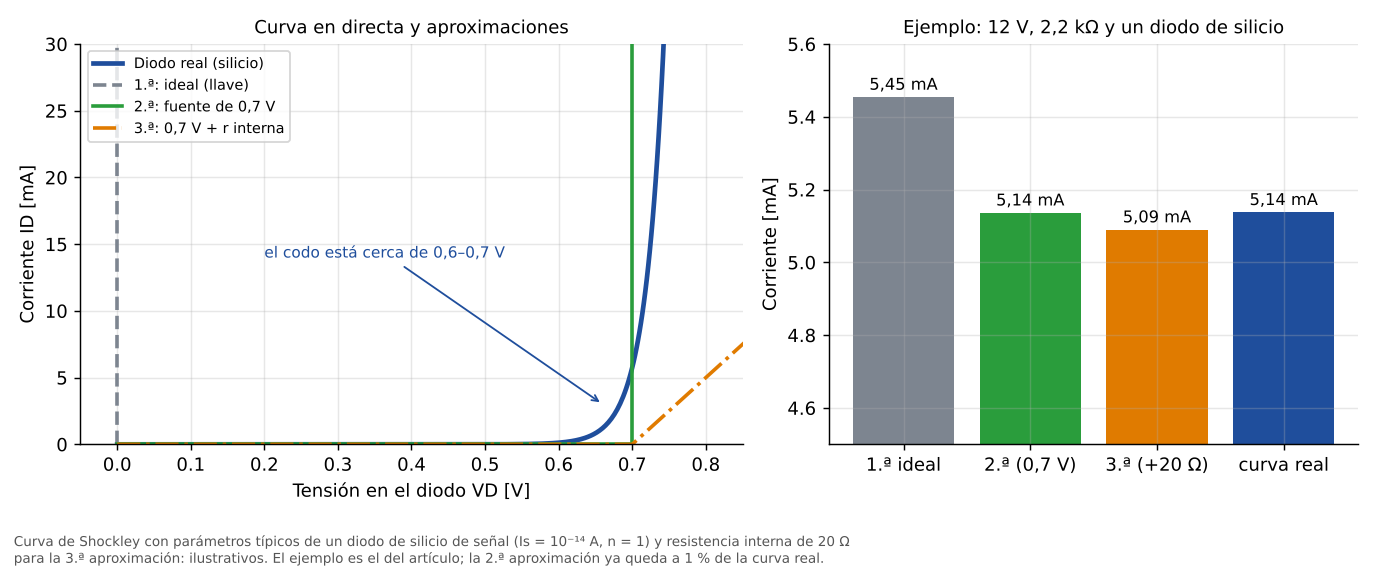 Curva en directa y aproximaciones
30
25
20
15
10
5
0
Corriente ID [mA]
Diodo real (silicio)
1.ª: ideal (llave)
2.ª: fuente de 0,7 V
3.ª: 0,7 V + r interna
el codo está cerca de 0,6–0,7 V
0.0 0.1 0.2 0.3 0.4 0.5 0.6 0.7 0.8
Tensión en el diodo VD [V]
Ejemplo: 12 V, 2,2 kΩ y un diodo de silicio
5.6
5.4
5.2
5.0
4.8
4.6
Corriente [mA]
5,45 mA
5,14 mA
5,09 mA
5,14 mA
1.ª ideal 2.ª (0,7 V) 3.ª (+20 Ω) curva real
Curva de Shockley con parámetros típicos de un diodo de silicio de señal (Is = 10⁻¹⁴ A, n = 1) y resistencia interna de 20 Ω
para la 3.ª aproximación: ilustrativos. El ejemplo es el del artículo; la 2.ª aproximación ya queda a 1 % de la curva real.